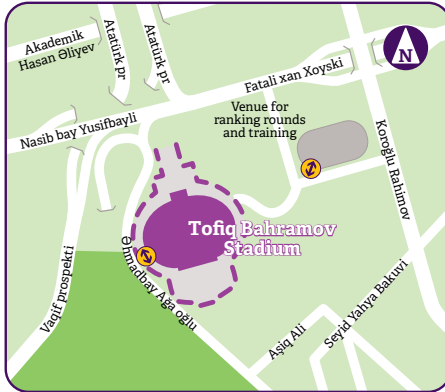 Akademik
Hasan Əliyev
Atatürk pr
Atatürk pr
Fatali xan Xoyski
N
Nasib bay Yusifbayli
Venue for
ranking rounds
and training
Koroğlu Rahimov
Tofiq Bahramov
Stadium
Əhmadbay Ağa oğlu
Vaqif prospekti
Aşiq Ali
Seyid Yahya Bakuvi